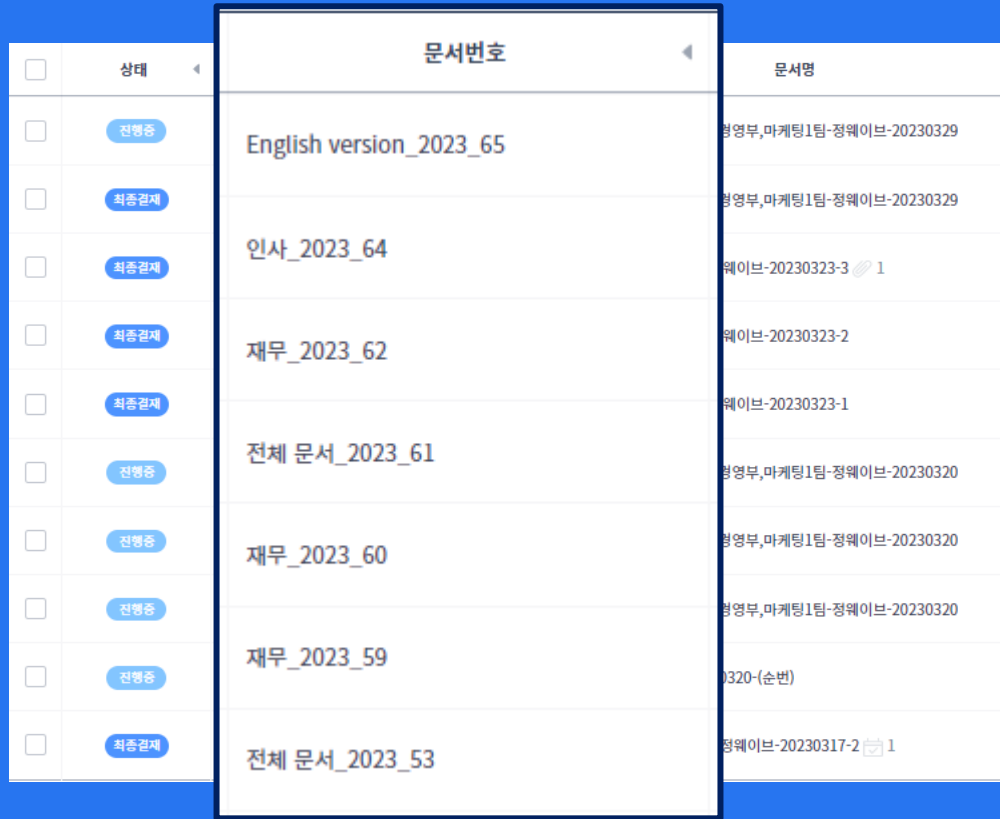 상태
진행중
최종결재
최종결재
최종결재
최종결재
진행중
진행중
진행중
진행중
최종결재
문서번호
English version_2023_65
인사_2023_64
재무_2023_62
전체 문서_2023_61
재무_2023_60
재무_2023_59
전체 문서_2023_53
문서명
영부,마케팅1팀-정웨이브-20230329
영부,마케팅1팀-정웨이브-20230329
웨이브-20230323-3 1
웨이브-20230323-2
웨이브-20230323-1
영부,마케팅1팀-정웨이브-20230320
영부,마케팅1팀-정웨이브-20230320
영부,마케팅1팀-정웨이브-20230320
320-(순번)
정웨이브-20230317-2 1